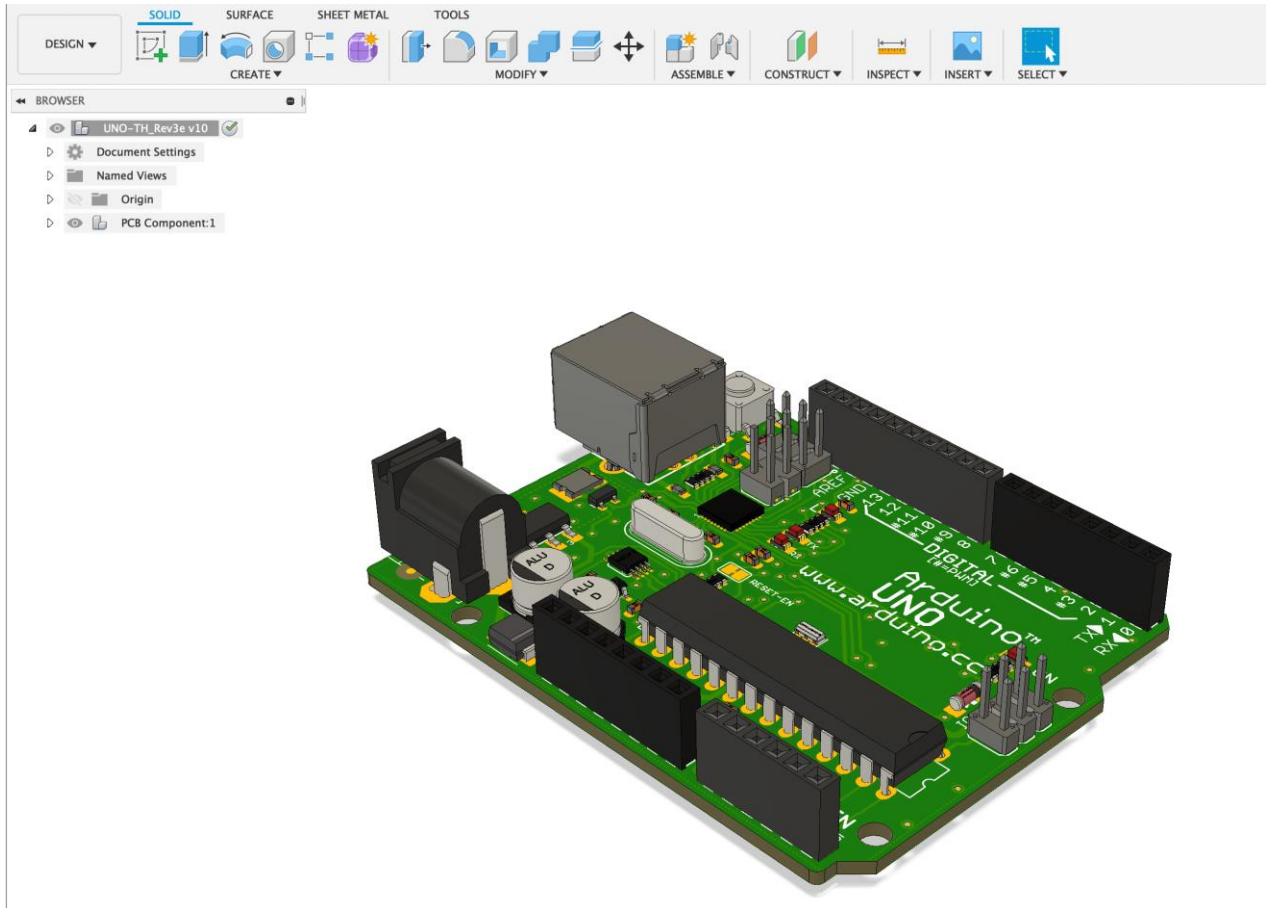 SOLID SURFACE SHEET METAL TOOLS
DESIGN
CREATE MODIFY ASSEMBLE CONSTRUCT INSPECT INSERT SELECT
BROWSER
UNO-TH_Rev3e v10
Document Settings
Named Views
Origin
PCB Component:1
AREF
GND
13
12
#11
#10
#9
8
7
#6
#5
4
#3
2
1
0
DIGITAL
[#=PWM]
TX
RX
Arduino™
UNO
www.arduino.cc
RESET-EN
ALU
D
ALU
D